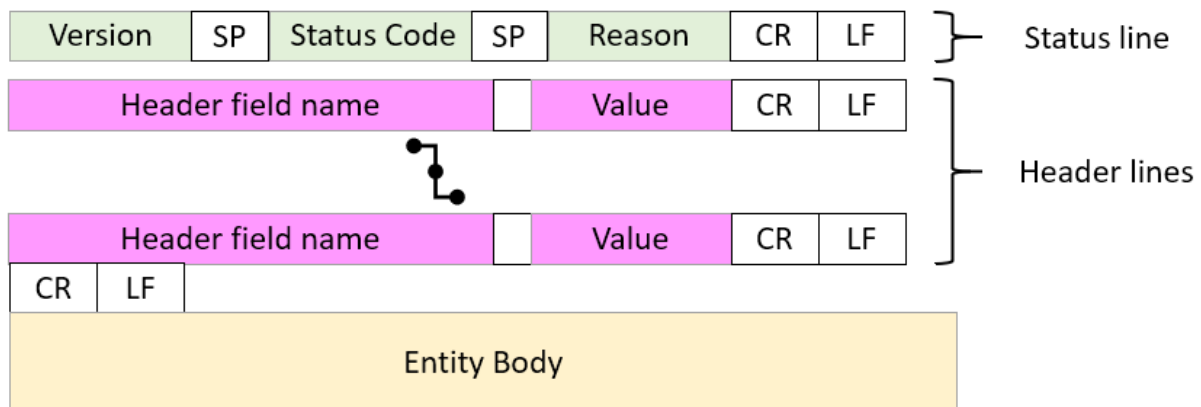 Version SP Status Code SP Reason CR LF Status line
Header field name Value CR LF
Header lines
Header field name Value CR LF
CR LF
Entity Body